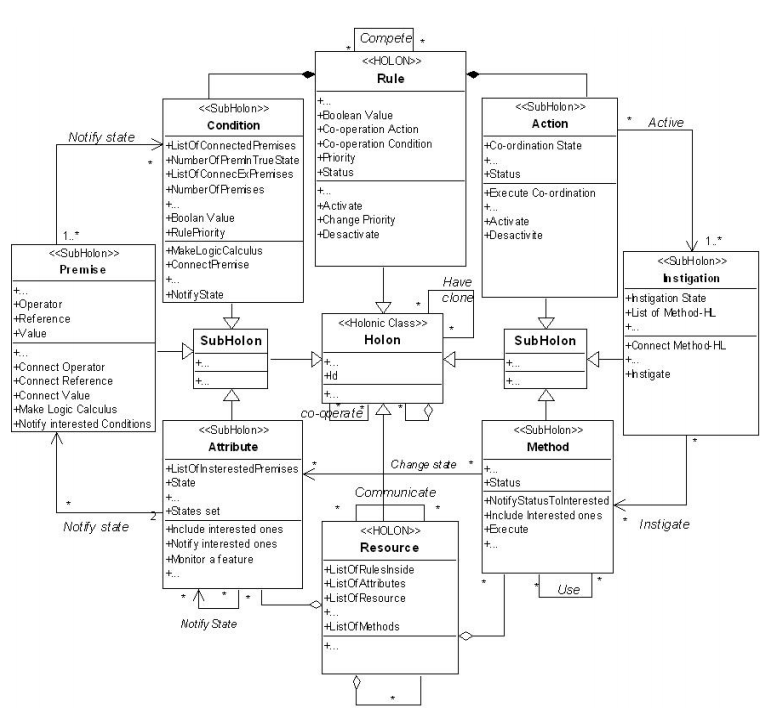 Compete
*
*
<<HOLON>>
Rule
+...
+Boolean Value
+Co-operation Action
+Co-operation Condition
+Priority
+Status
+...
+Activate
+Change Priority
+Desactivate
<<SubHolon>>
Condition
+ListOfConnectedPremises
+NumberOfPremInTrueState
+ListOfConnecExPremises
+NumberOfPremises
+...
+Boolan Value
+RulePriority
+MakeLogicCalculus
+ConnectPremise
+...
+NotifyState
<<SubHolon>>
Action
+Co-ordination State
+...
+Status
+Execute Co-ordination
+...
+Activate
+Desactivite
Notify state
*
1..*
*
Active
1..*
<<SubHolon>>
Premise
+...
+Operator
+Reference
+Value
+...
+Connect Operator
+Connect Reference
+Connect Value
+Make Logic Calculus
+Notify interested Conditions
<<SubHolon>>
Instigation
+Instigation State
+List of Method-HL
+...
+Connect Method-HL
+...
+Instigate
Have
clone
*
*
SubHolon
+...
+...
<<Holonic Class>>
Holon
+...
+Id
SubHolon
+...
+...
co-operate
*
*
*
<<SubHolon>>
Attribute
+ListOfInsterestedPremises
+State
+...
+States set
+Include interested ones
+Notify interested ones
+Monitor a feature
+...
<<SubHolon>>
Method
+...
+Status
+NotifyStatusToInterested
+Include Interested ones
+Execute
+...
*
Change state
*
*
Notify state
2
*
*
Instigate
Communicate
*
*
<<HOLON>>
Resource
+ListOfRulesInside
+ListOfAttributes
+ListOfResource
+...
+ListOfMethods
+...
*
*
*
Notify State
*
*
*
Use
*